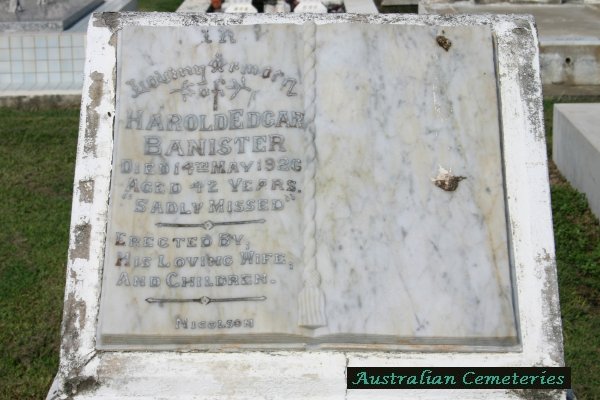 In
Loving Memory
HAROLD EDGAR
BANISTER
DIED 14TH MAY 1926
AGED 42 YEARS.
"SADLY MISSED"
ERECTED BY,
HIS LOVING WIFE,
AND CHILDREN.
NICOLSON
Australian Cemeteries